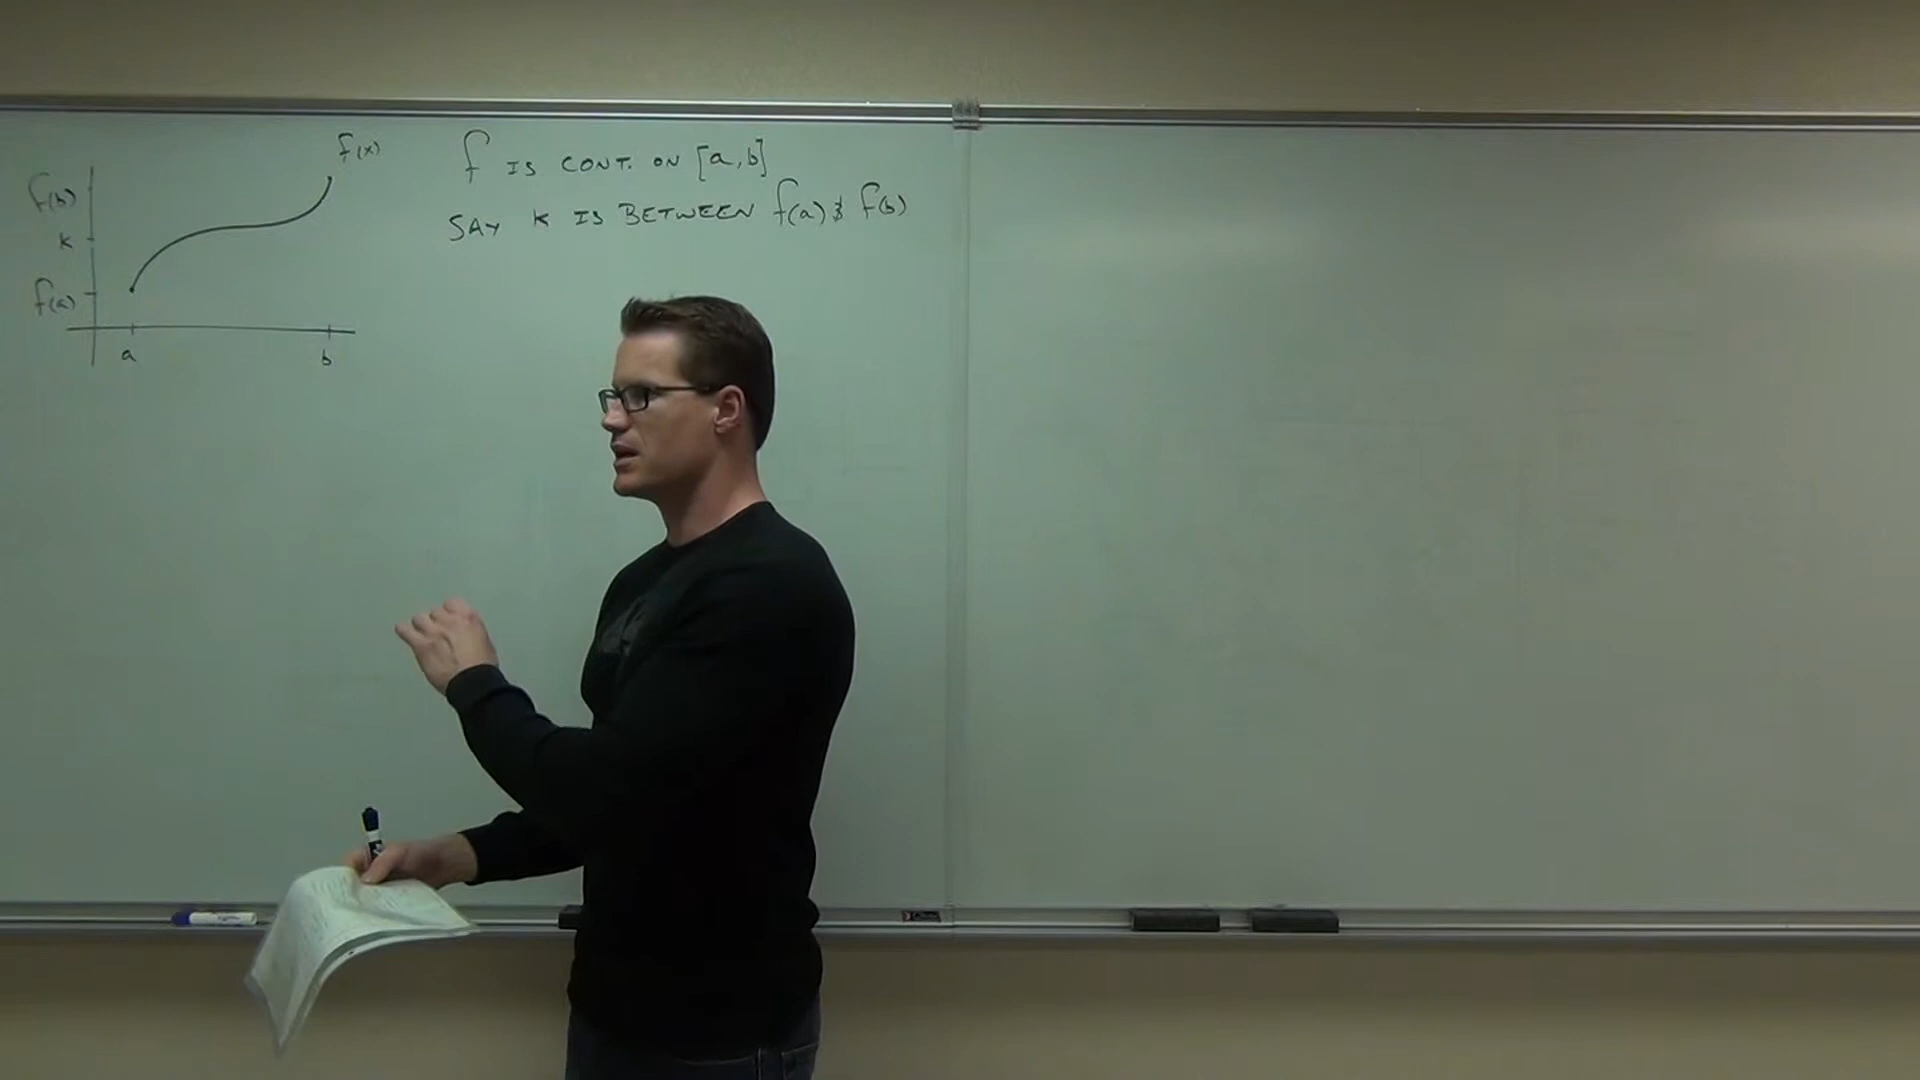 f(x)
f(b)
k
f(a)
a
b
f IS CONT. ON [a,b]
SAY K IS BETWEEN f(a) & f(b)